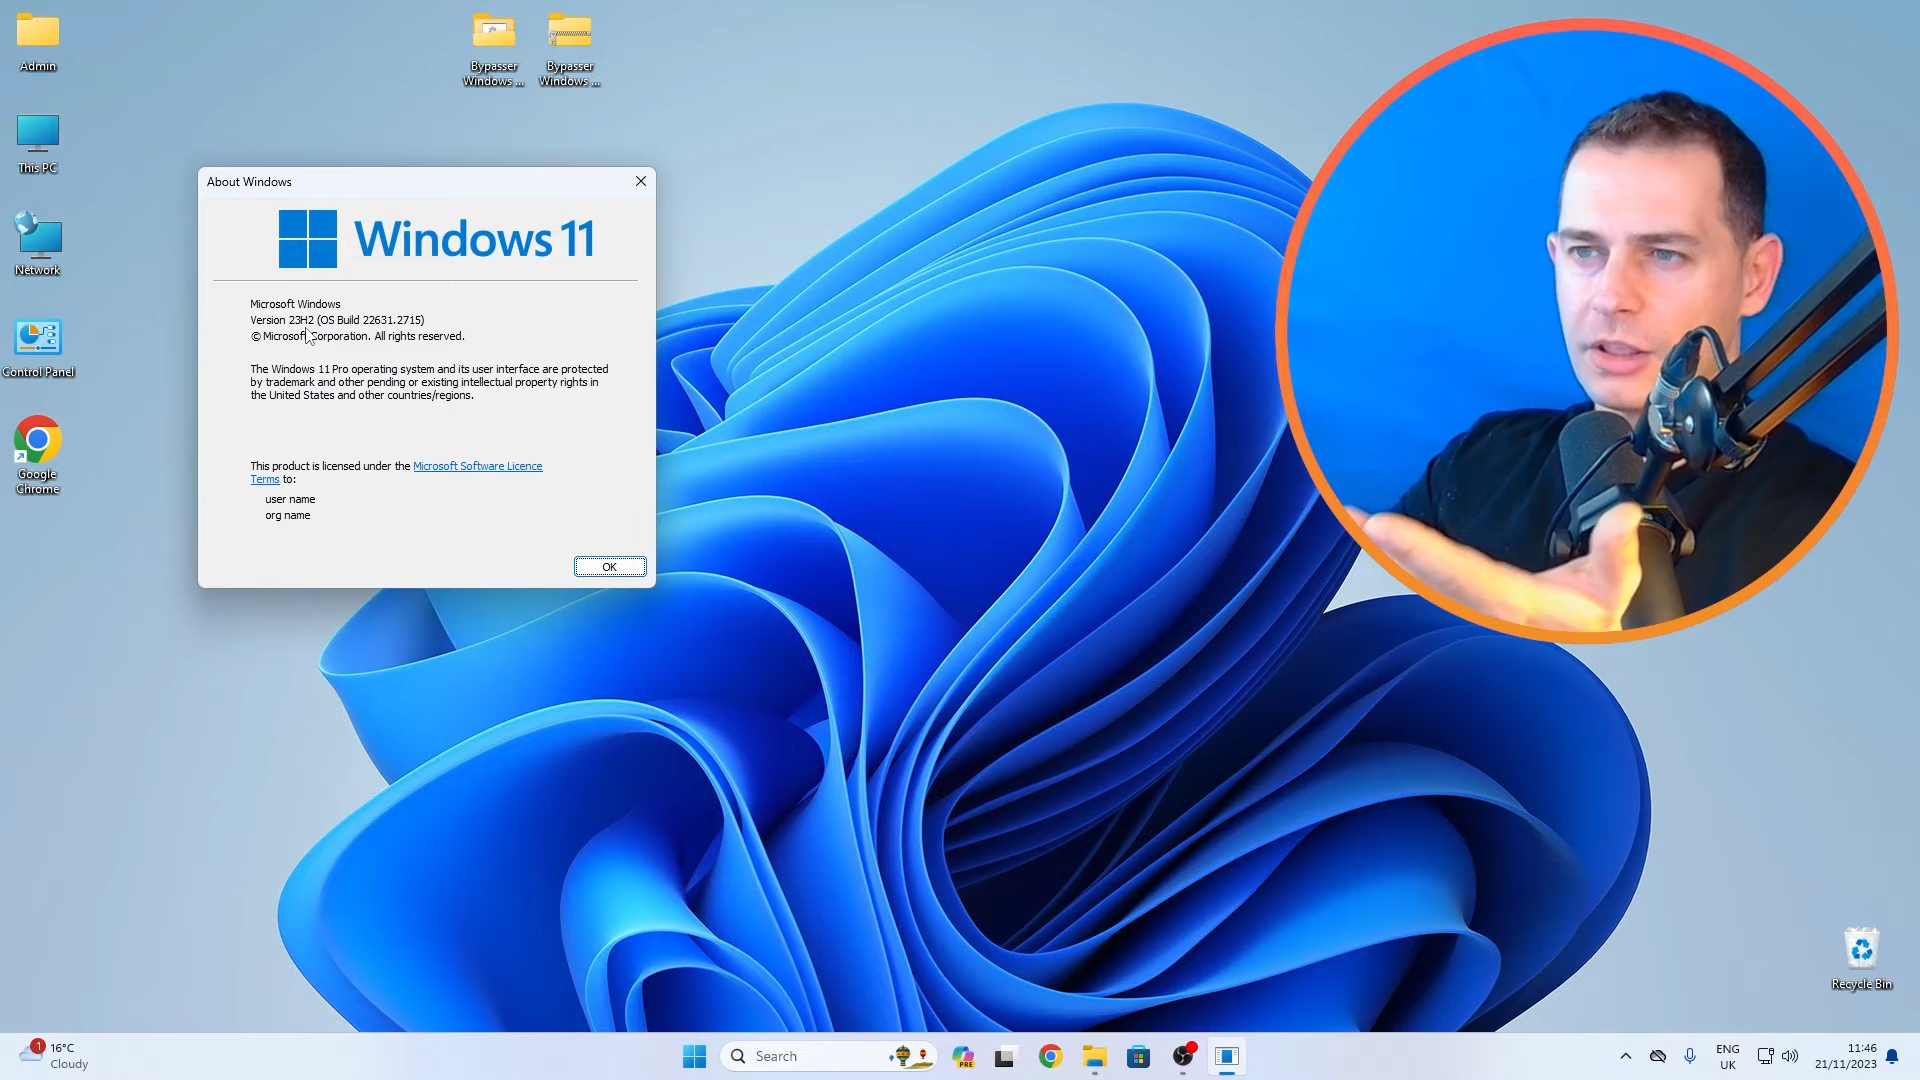 Admin
Bypasser
Windows ...
Bypasser
Windows ...
This PC
Network
Control Panel
Google
Chrome
About Windows
Windows 11
Microsoft Windows
Version 23H2 (OS Build 22631.2715)
© Microsoft Corporation. All rights reserved.
The Windows 11 Pro operating system and its user interface are protected
by trademark and other pending or existing intellectual property rights in
the United States and other countries/regions.
This product is licensed under the Microsoft Software Licence
Terms to:
user name
org name
OK
Recycle Bin
1
16°C
Cloudy
Search
PRE
ENG
UK
11:46
21/11/2023